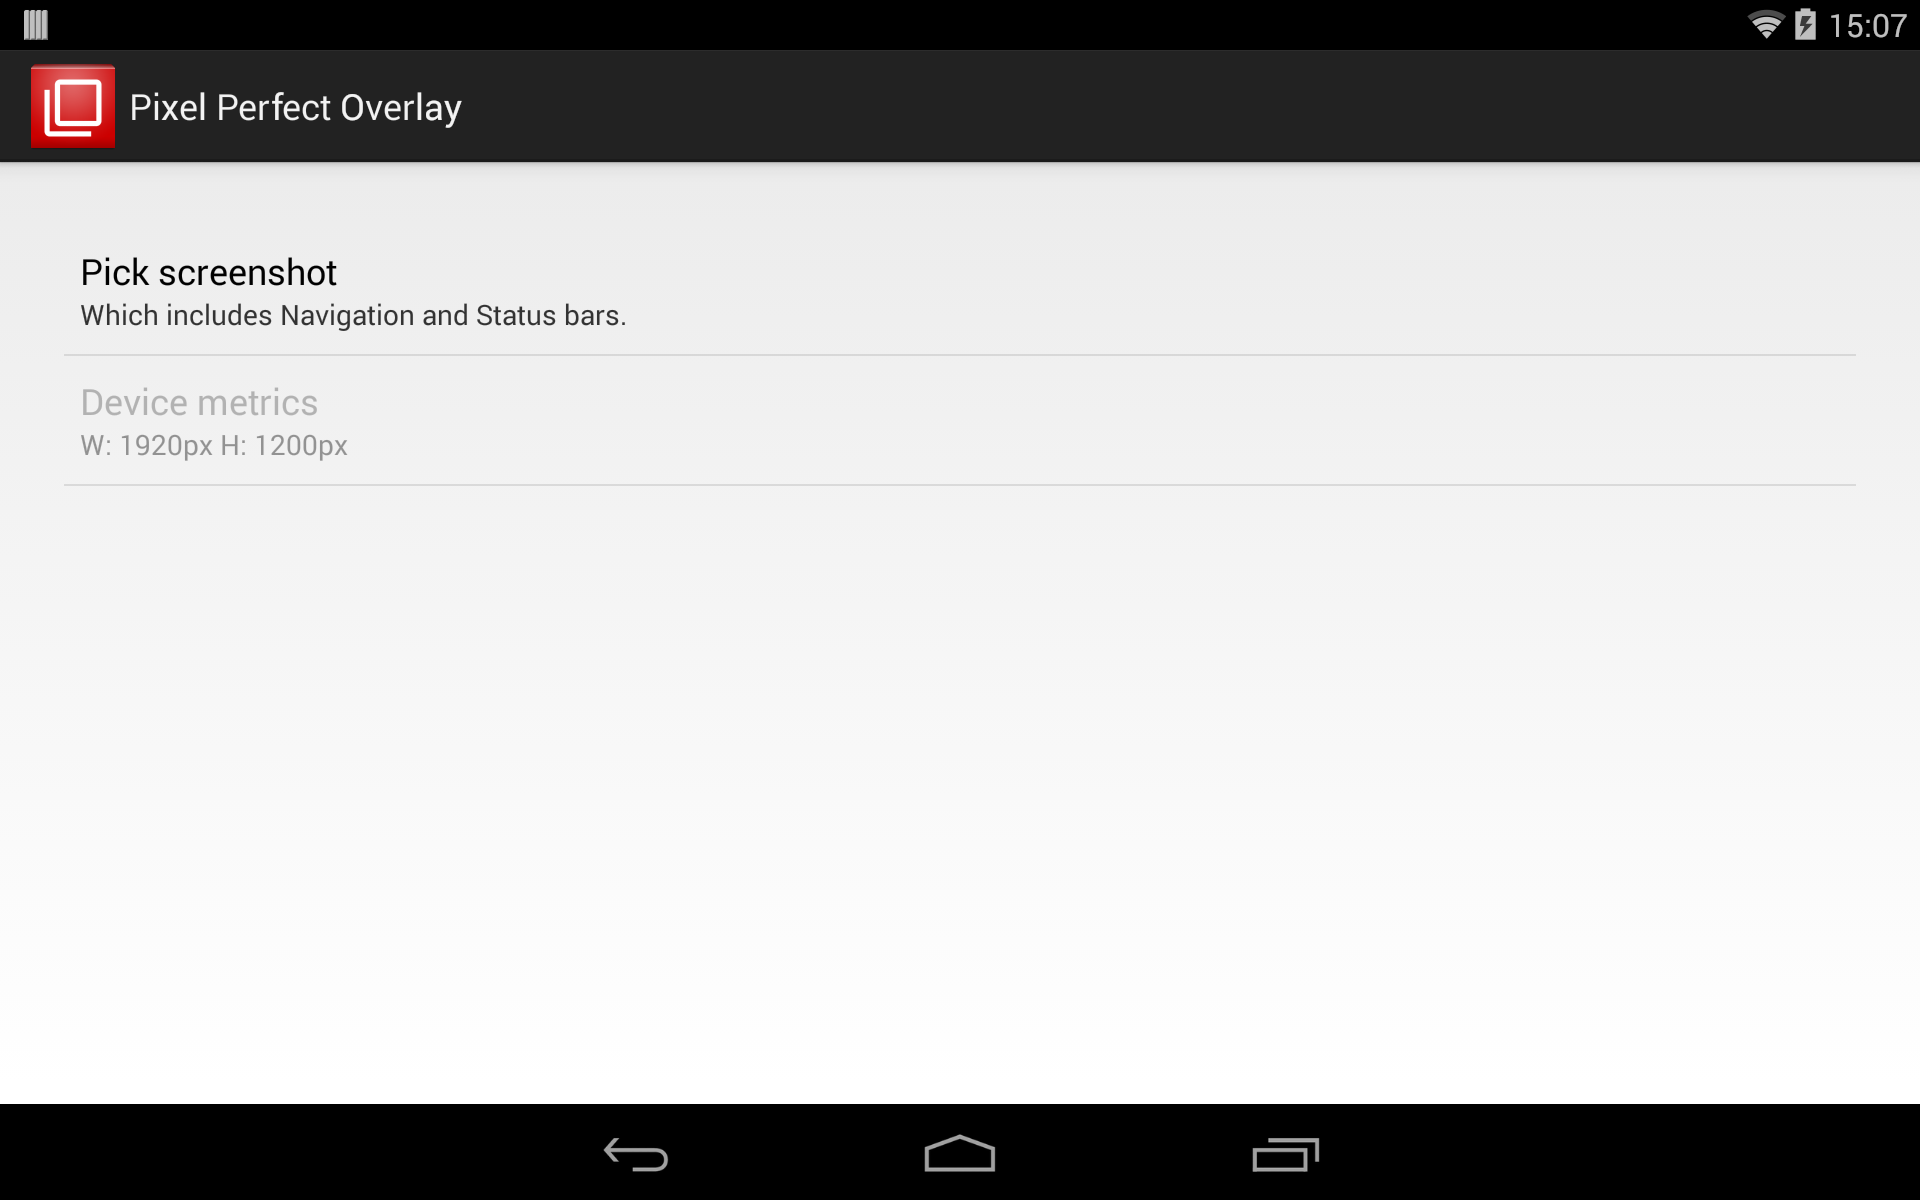 15:07
Pixel Perfect Overlay
Pick screenshot
Which includes Navigation and Status bars.
Device metrics
W: 1920px H: 1200px